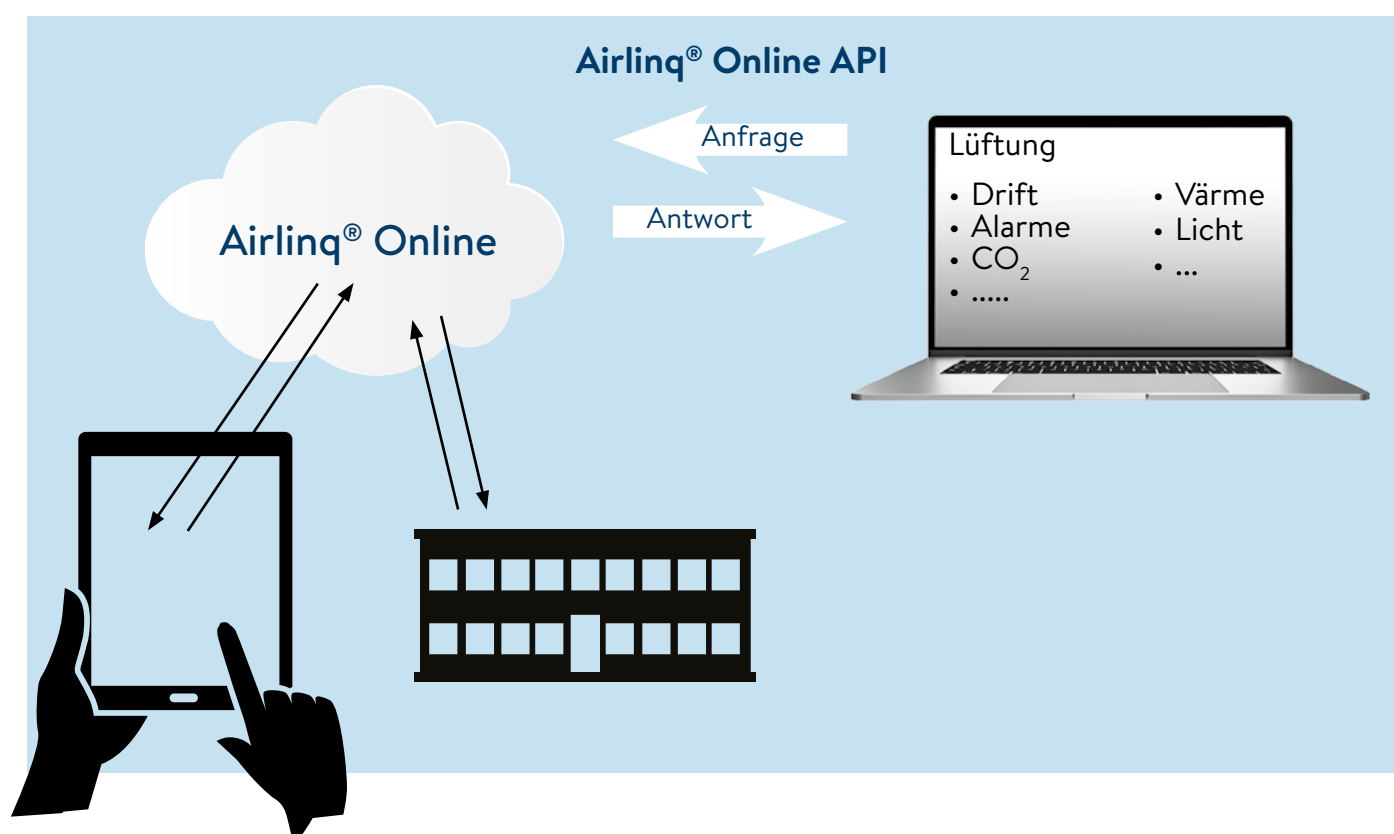 Airlinq® Online API
Anfrage
Antwort
Airlinq® Online
Lüftung
• Drift
• Alarme
• CO₂
• .....
• Värme
• Licht
• ...